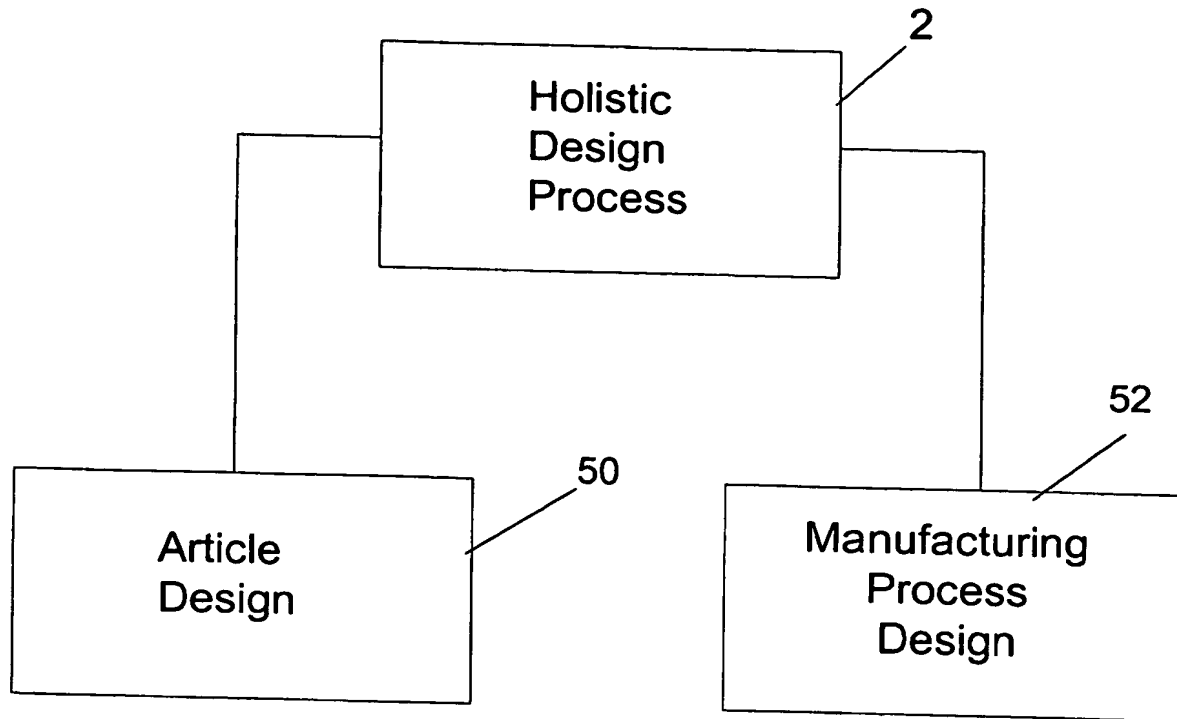 2
Holistic
Design
Process
52
50
Article
Design
Manufacturing
Process
Design